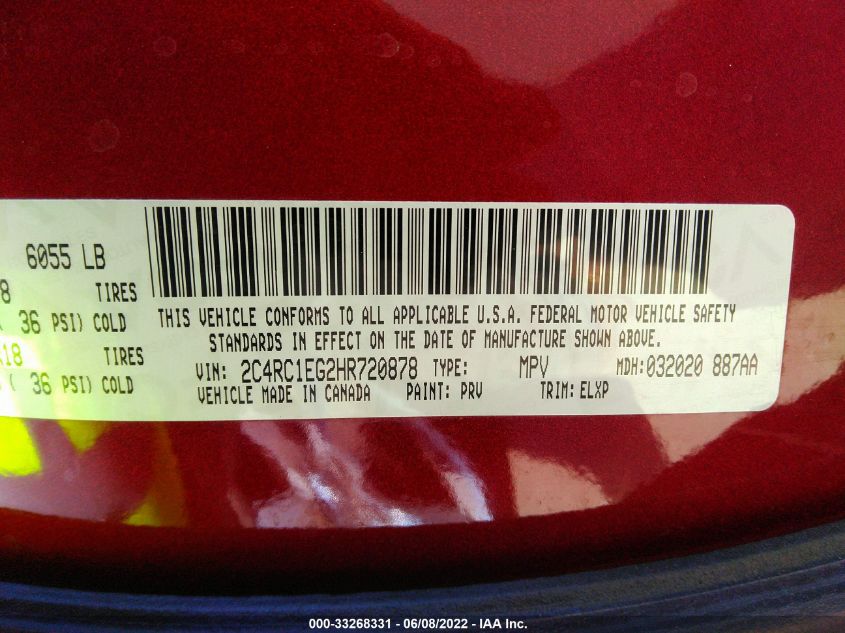 6055 LB
8 TIRES
36 PSI) COLD
18 TIRES
( 36 PSI) COLD
THIS VEHICLE CONFORMS TO ALL APPLICABLE U.S.A. FEDERAL MOTOR VEHICLE SAFETY
STANDARDS IN EFFECT ON THE DATE OF MANUFACTURE SHOWN ABOVE.
VIN: 2C4RC1EG2HR720878 TYPE: MPV MDH:032020 887AA
VEHICLE MADE IN CANADA PAINT: PRV TRIM: ELXP
000-33268331 - 06/08/2022 - IAA Inc.